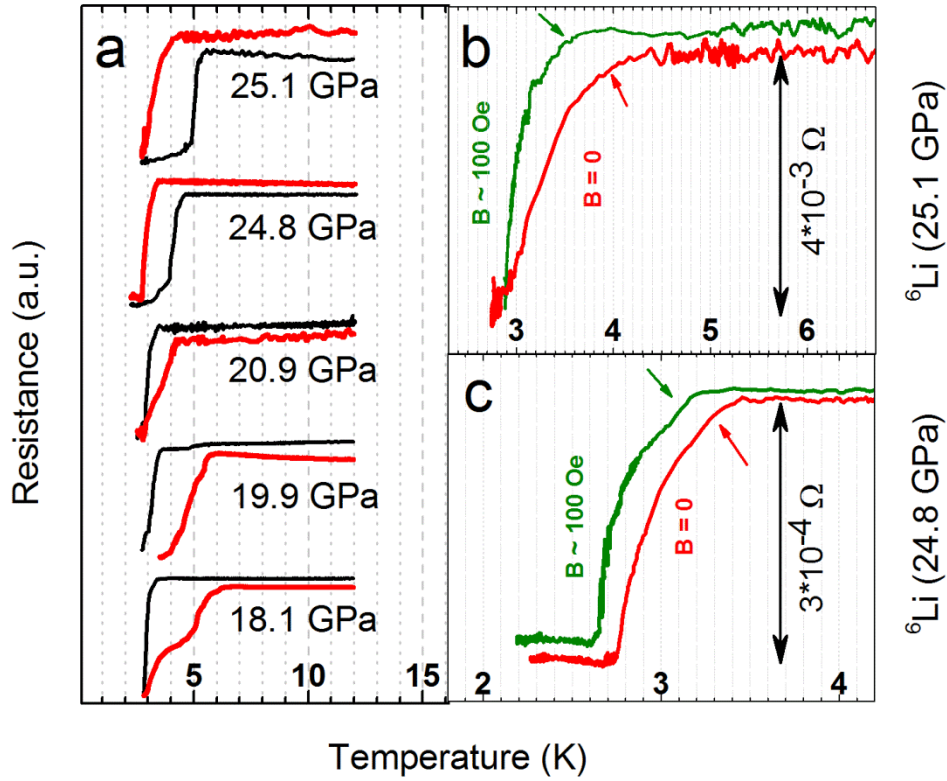 a
25.1 GPa
24.8 GPa
20.9 GPa
19.9 GPa
18.1 GPa
5 10 15
Resistance (a.u.)
b
B ~ 100 Oe
B = 0
4*10⁻³ Ω
3 4 5 6
⁶Li (25.1 GPa)
c
B ~ 100 Oe
B = 0
3*10⁻⁴ Ω
2 3 4
⁶Li (24.8 GPa)
Temperature (K)